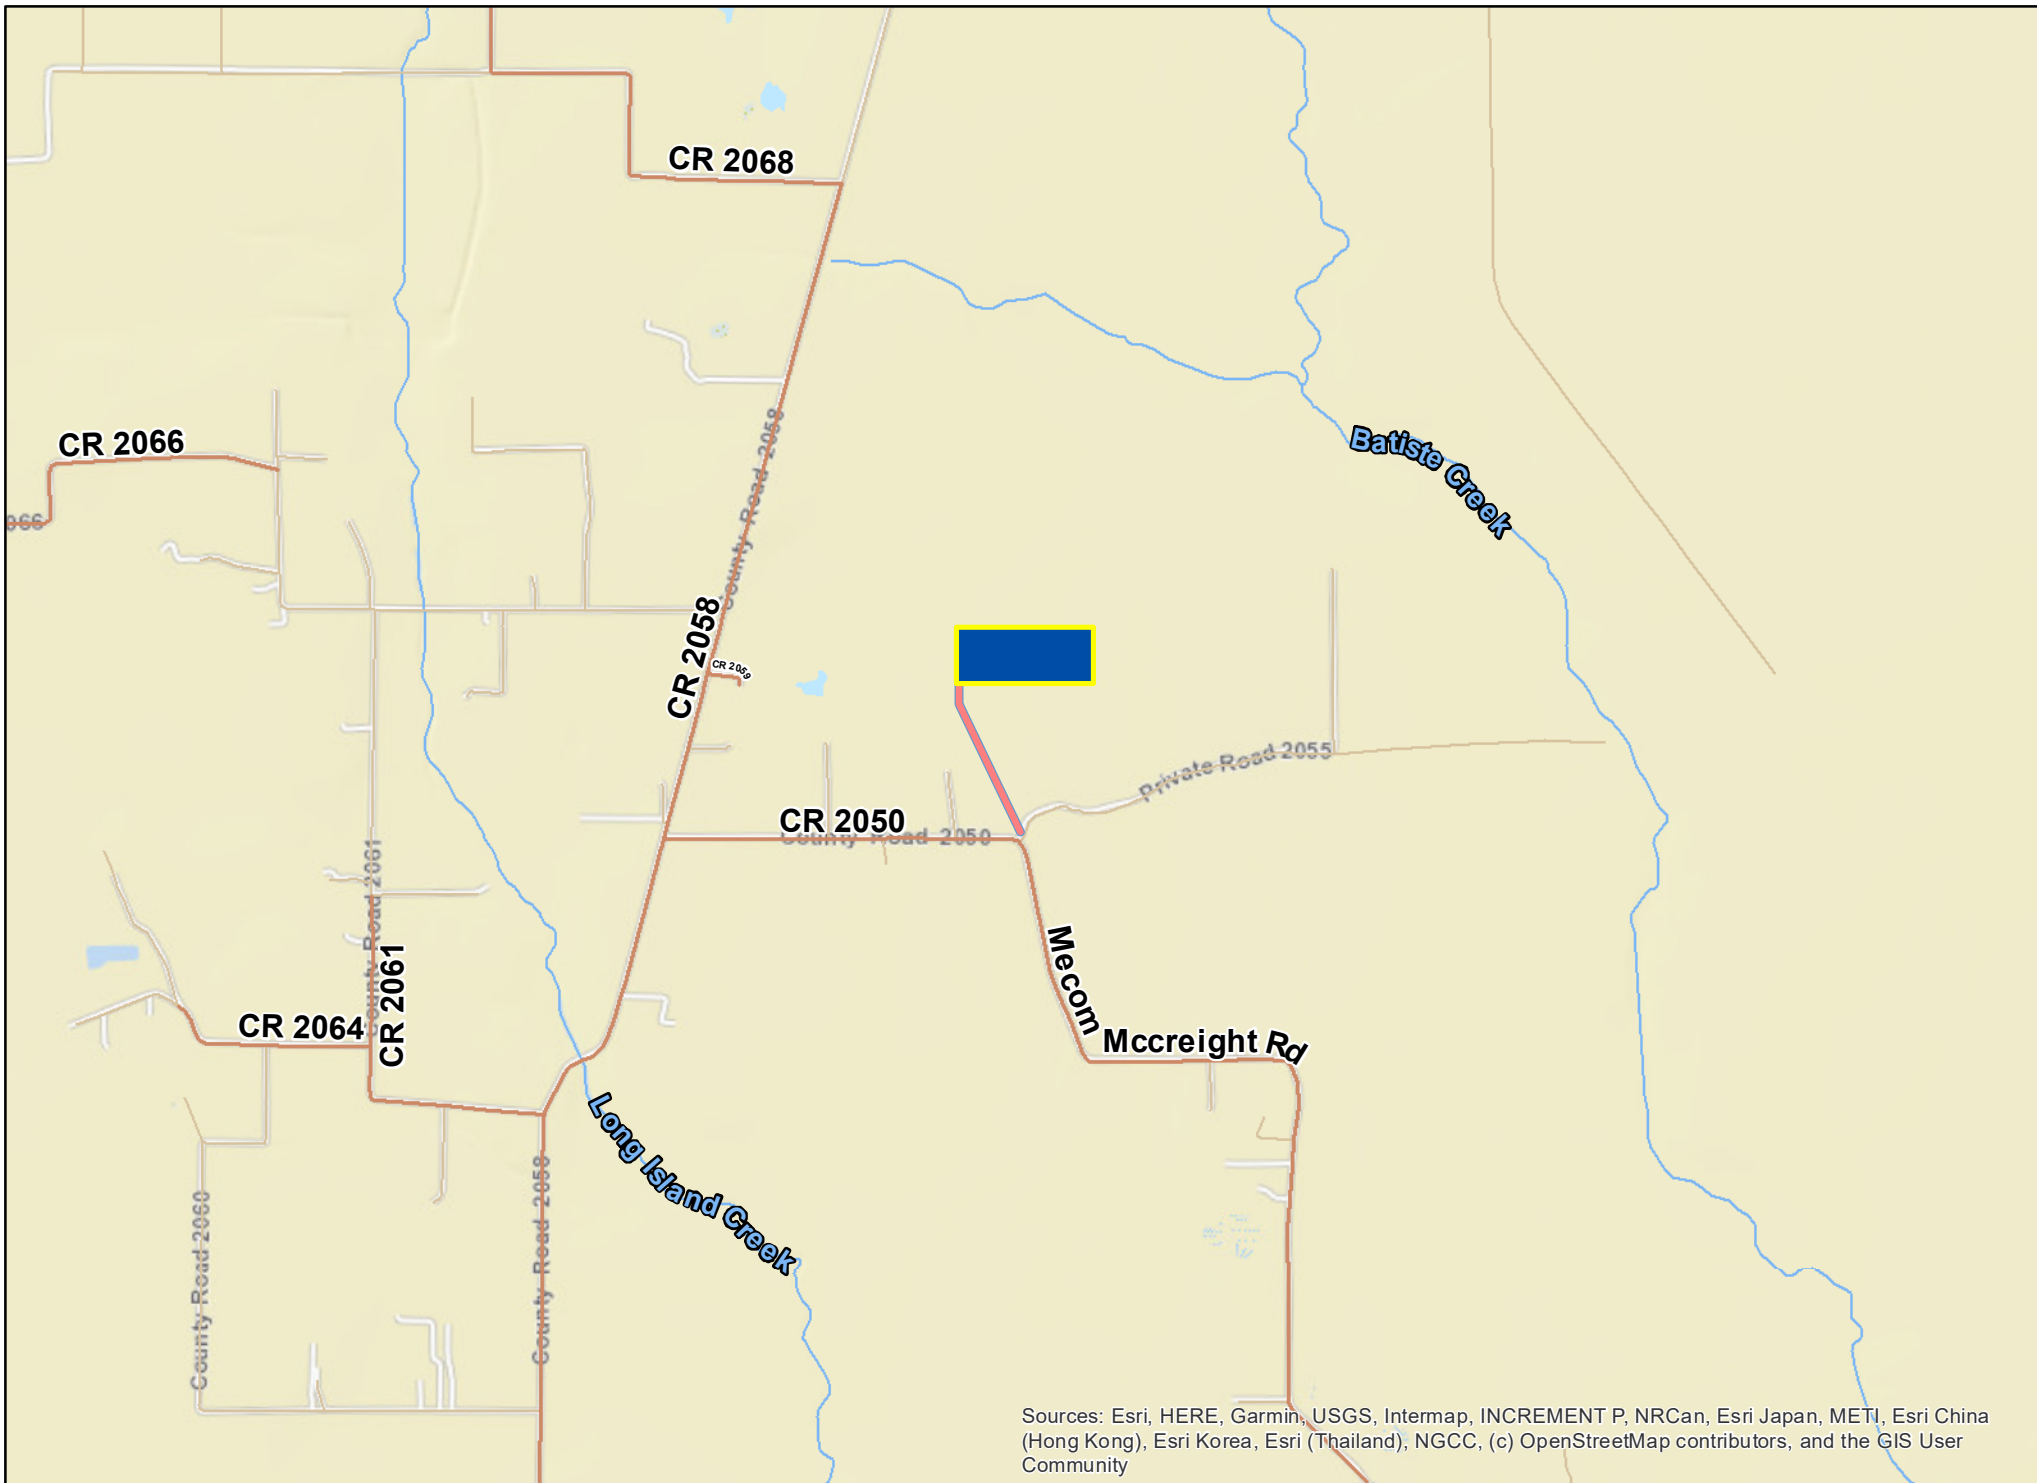 CR 2068
County Road 2058
CR 2066
066
CR 2058
CR 2059
Batiste Creek
Private Road 2055
CR 2050
County Road 2050
County Road 2061
CR 2061
CR 2064
Mecom
Mccreight Rd
Long Island Creek
County Road 2060
County Road 2058
Sources: Esri, HERE, Garmin, USGS, Intermap, INCREMENT P, NRCan, Esri Japan, METI, Esri China
(Hong Kong), Esri Korea, Esri (Thailand), NGCC, (c) OpenStreetMap contributors, and the GIS User
Community